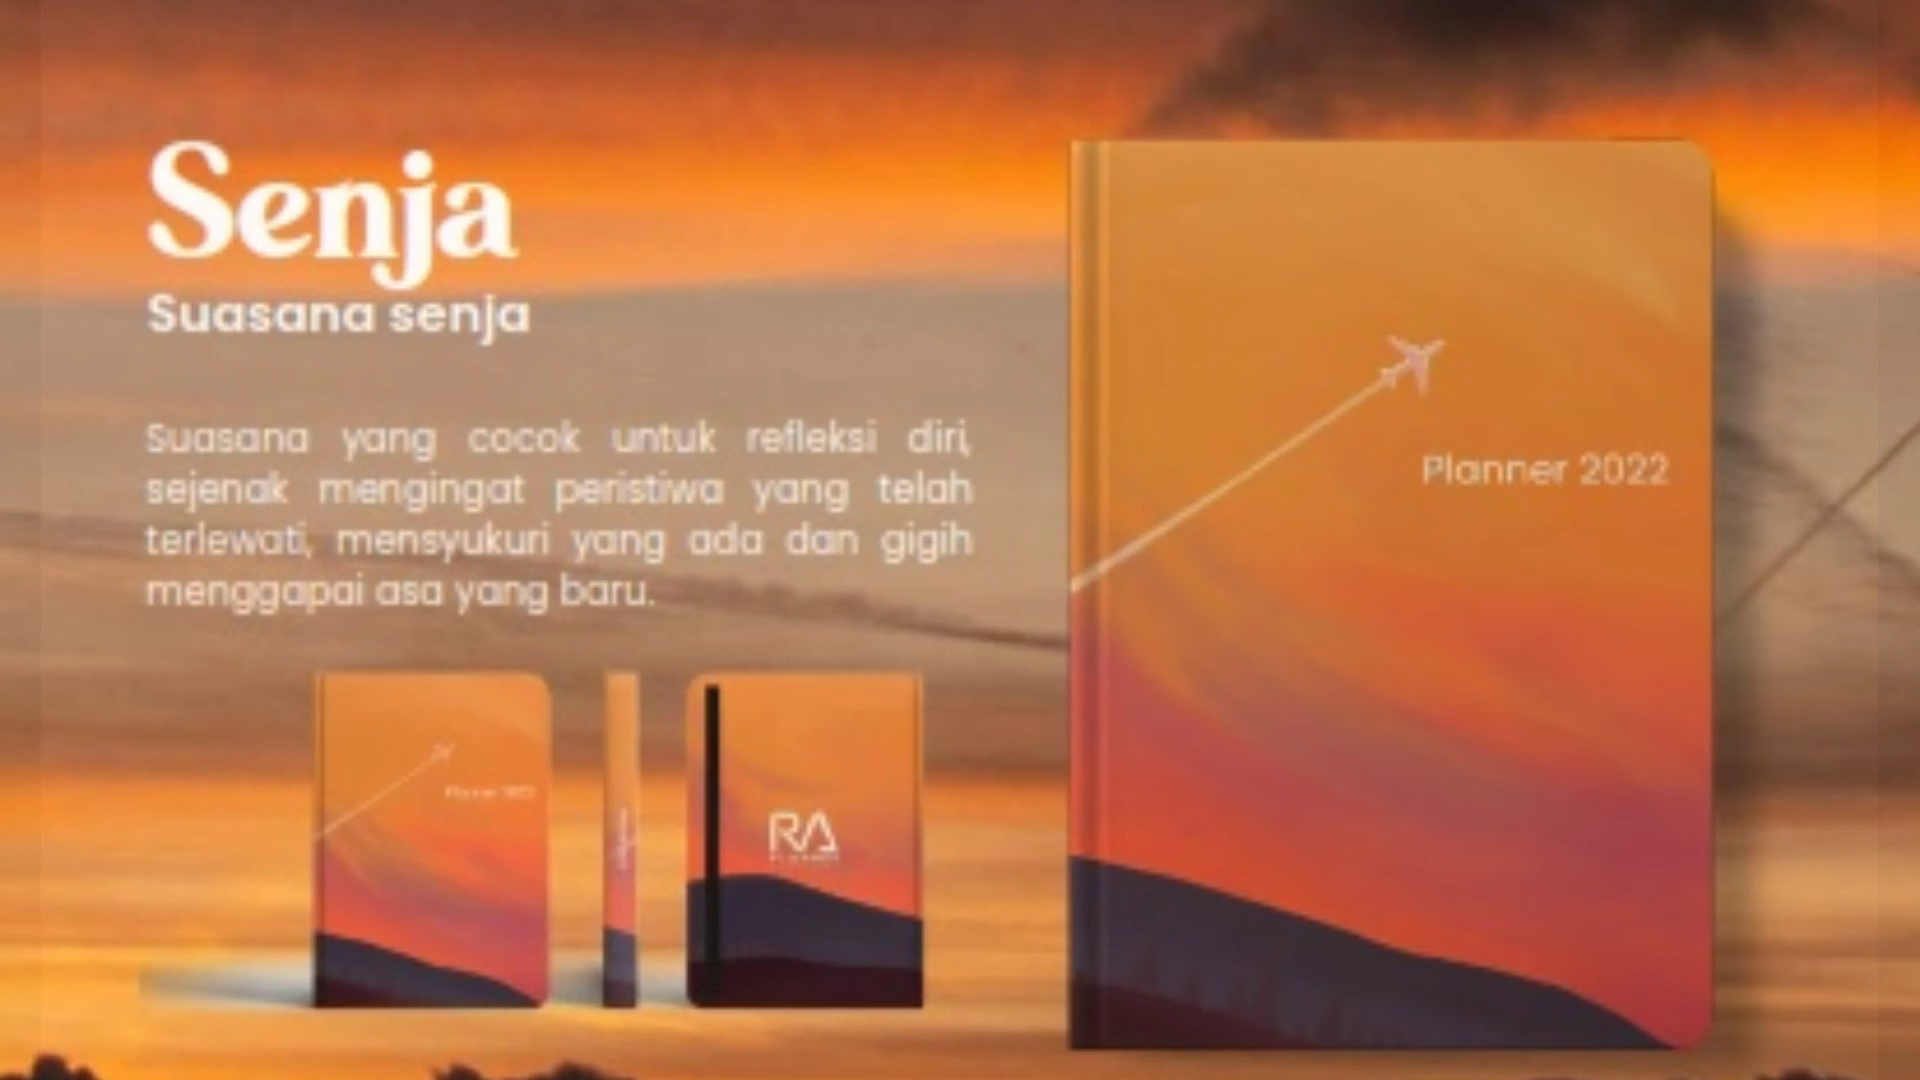 Senja
Suasana senja
Suasana yang cocok untuk refleksi diri,
sejenak mengingat peristiwa yang telah
terlewati, mensyukuri yang ada dan gigih
menggapai asa yang baru.
Planner 2022
RA